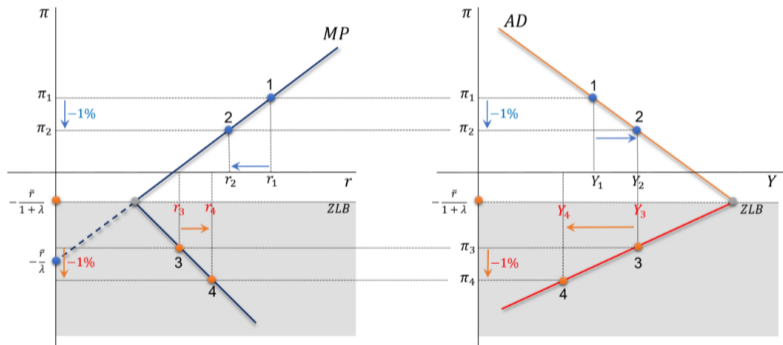 π
MP
1
π₁
-1%
2
π₂
r₂
r₁
r
-r̄/(1+λ)
r₃
r₄
ZLB
-r̄/λ
-1%
3
4
π
AD
1
π₁
-1%
2
π₂
Y₁
Y₂
Y
-r̄/(1+λ)
Y₄
Y₃
ZLB
π₃
-1%
3
π₄
4